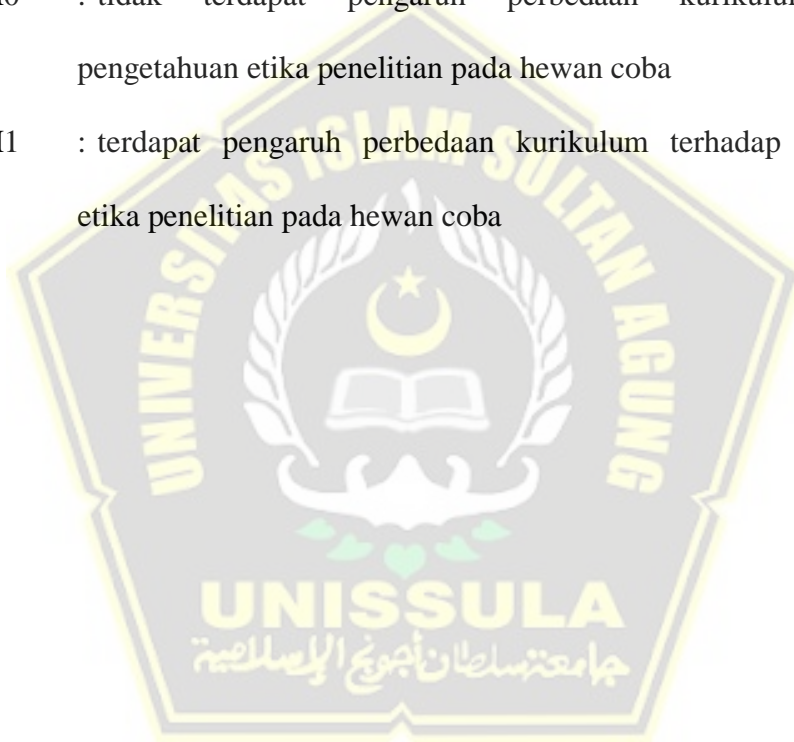 : tidak terdapat pengaruh perbedaan kurikulum
pengetahuan etika penelitian pada hewan coba
: terdapat pengaruh perbedaan kurikulum terhadap
etika penelitian pada hewan coba
UNIVERSITAS ISLAM SULTAN AGUNG
UNISSULA
جامعة سلطان أجونج الإسلامية